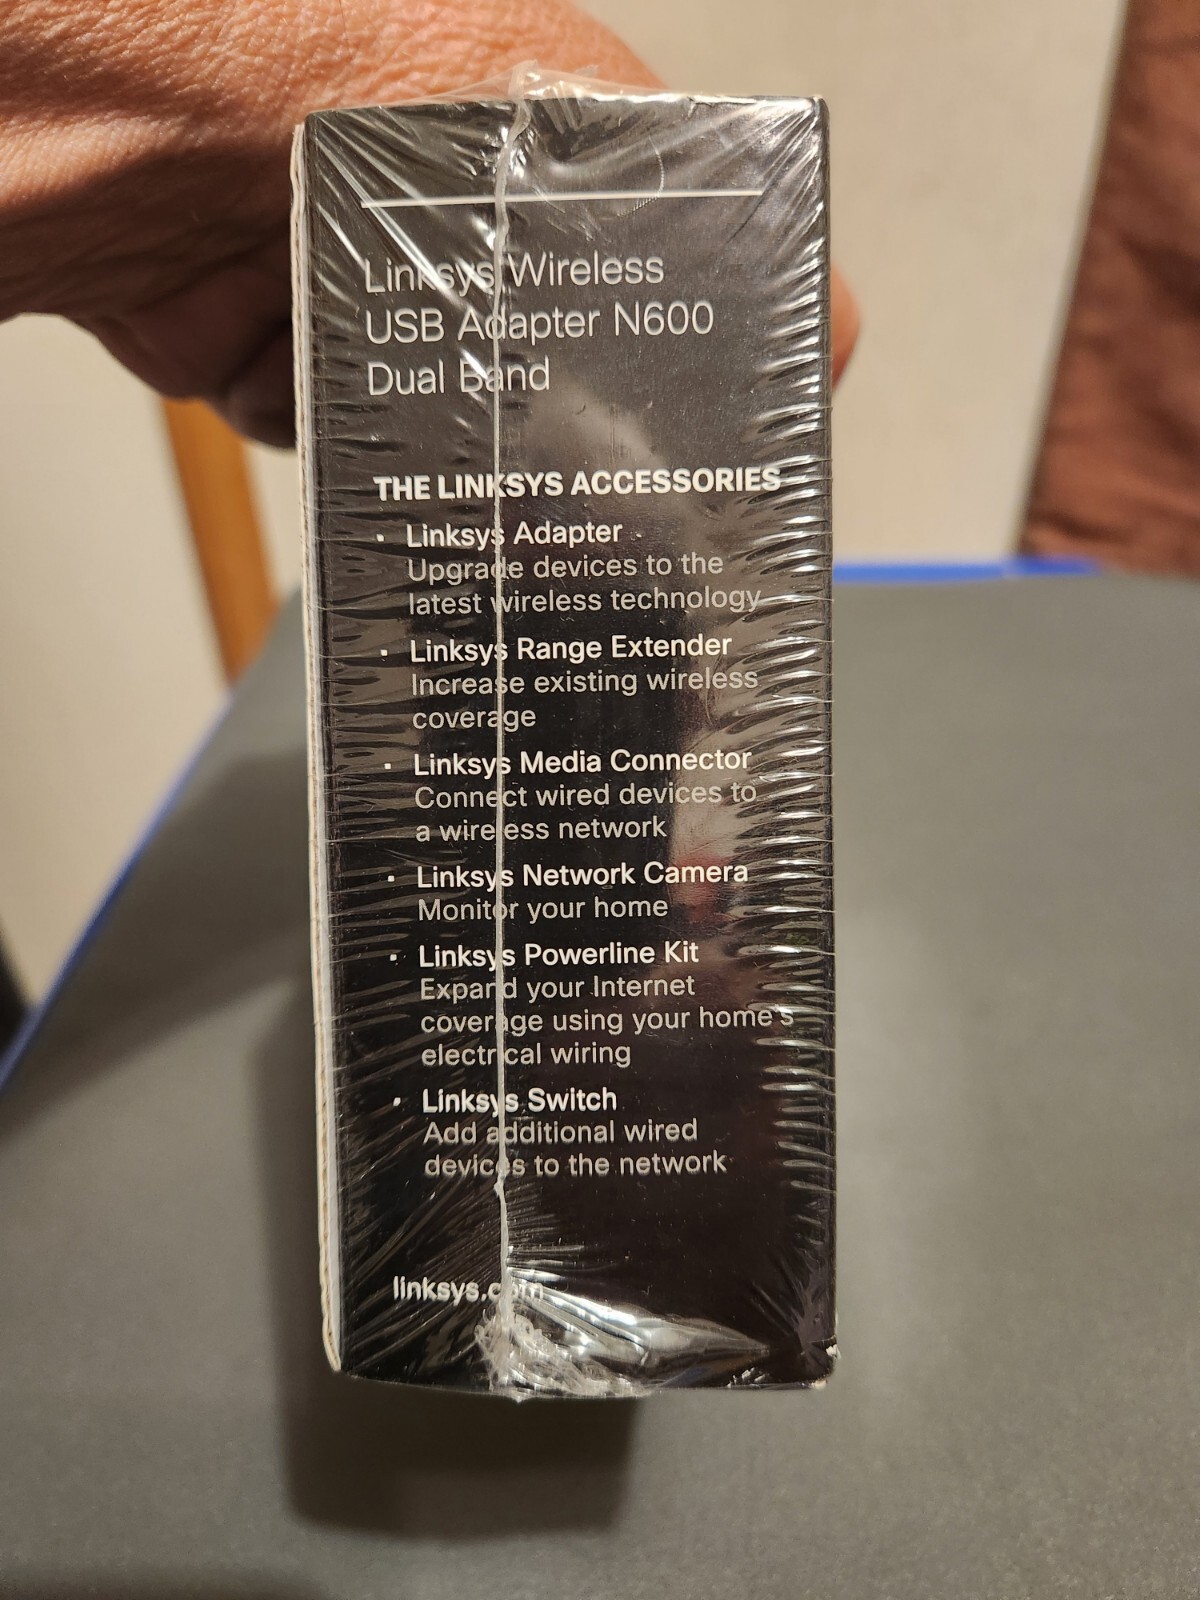 Linksys Wireless
USB Adapter N600
Dual Band
THE LINKSYS ACCESSORIES
· Linksys Adapter
Upgrade devices to the
latest wireless technology
· Linksys Range Extender
Increase existing wireless
coverage
· Linksys Media Connector
Connect wired devices to
a wireless network
· Linksys Network Camera
Monitor your home
· Linksys Powerline Kit
Expand your Internet
coverage using your home's
electrical wiring
· Linksys Switch
Add additional wired
devices to the network
linksys.com